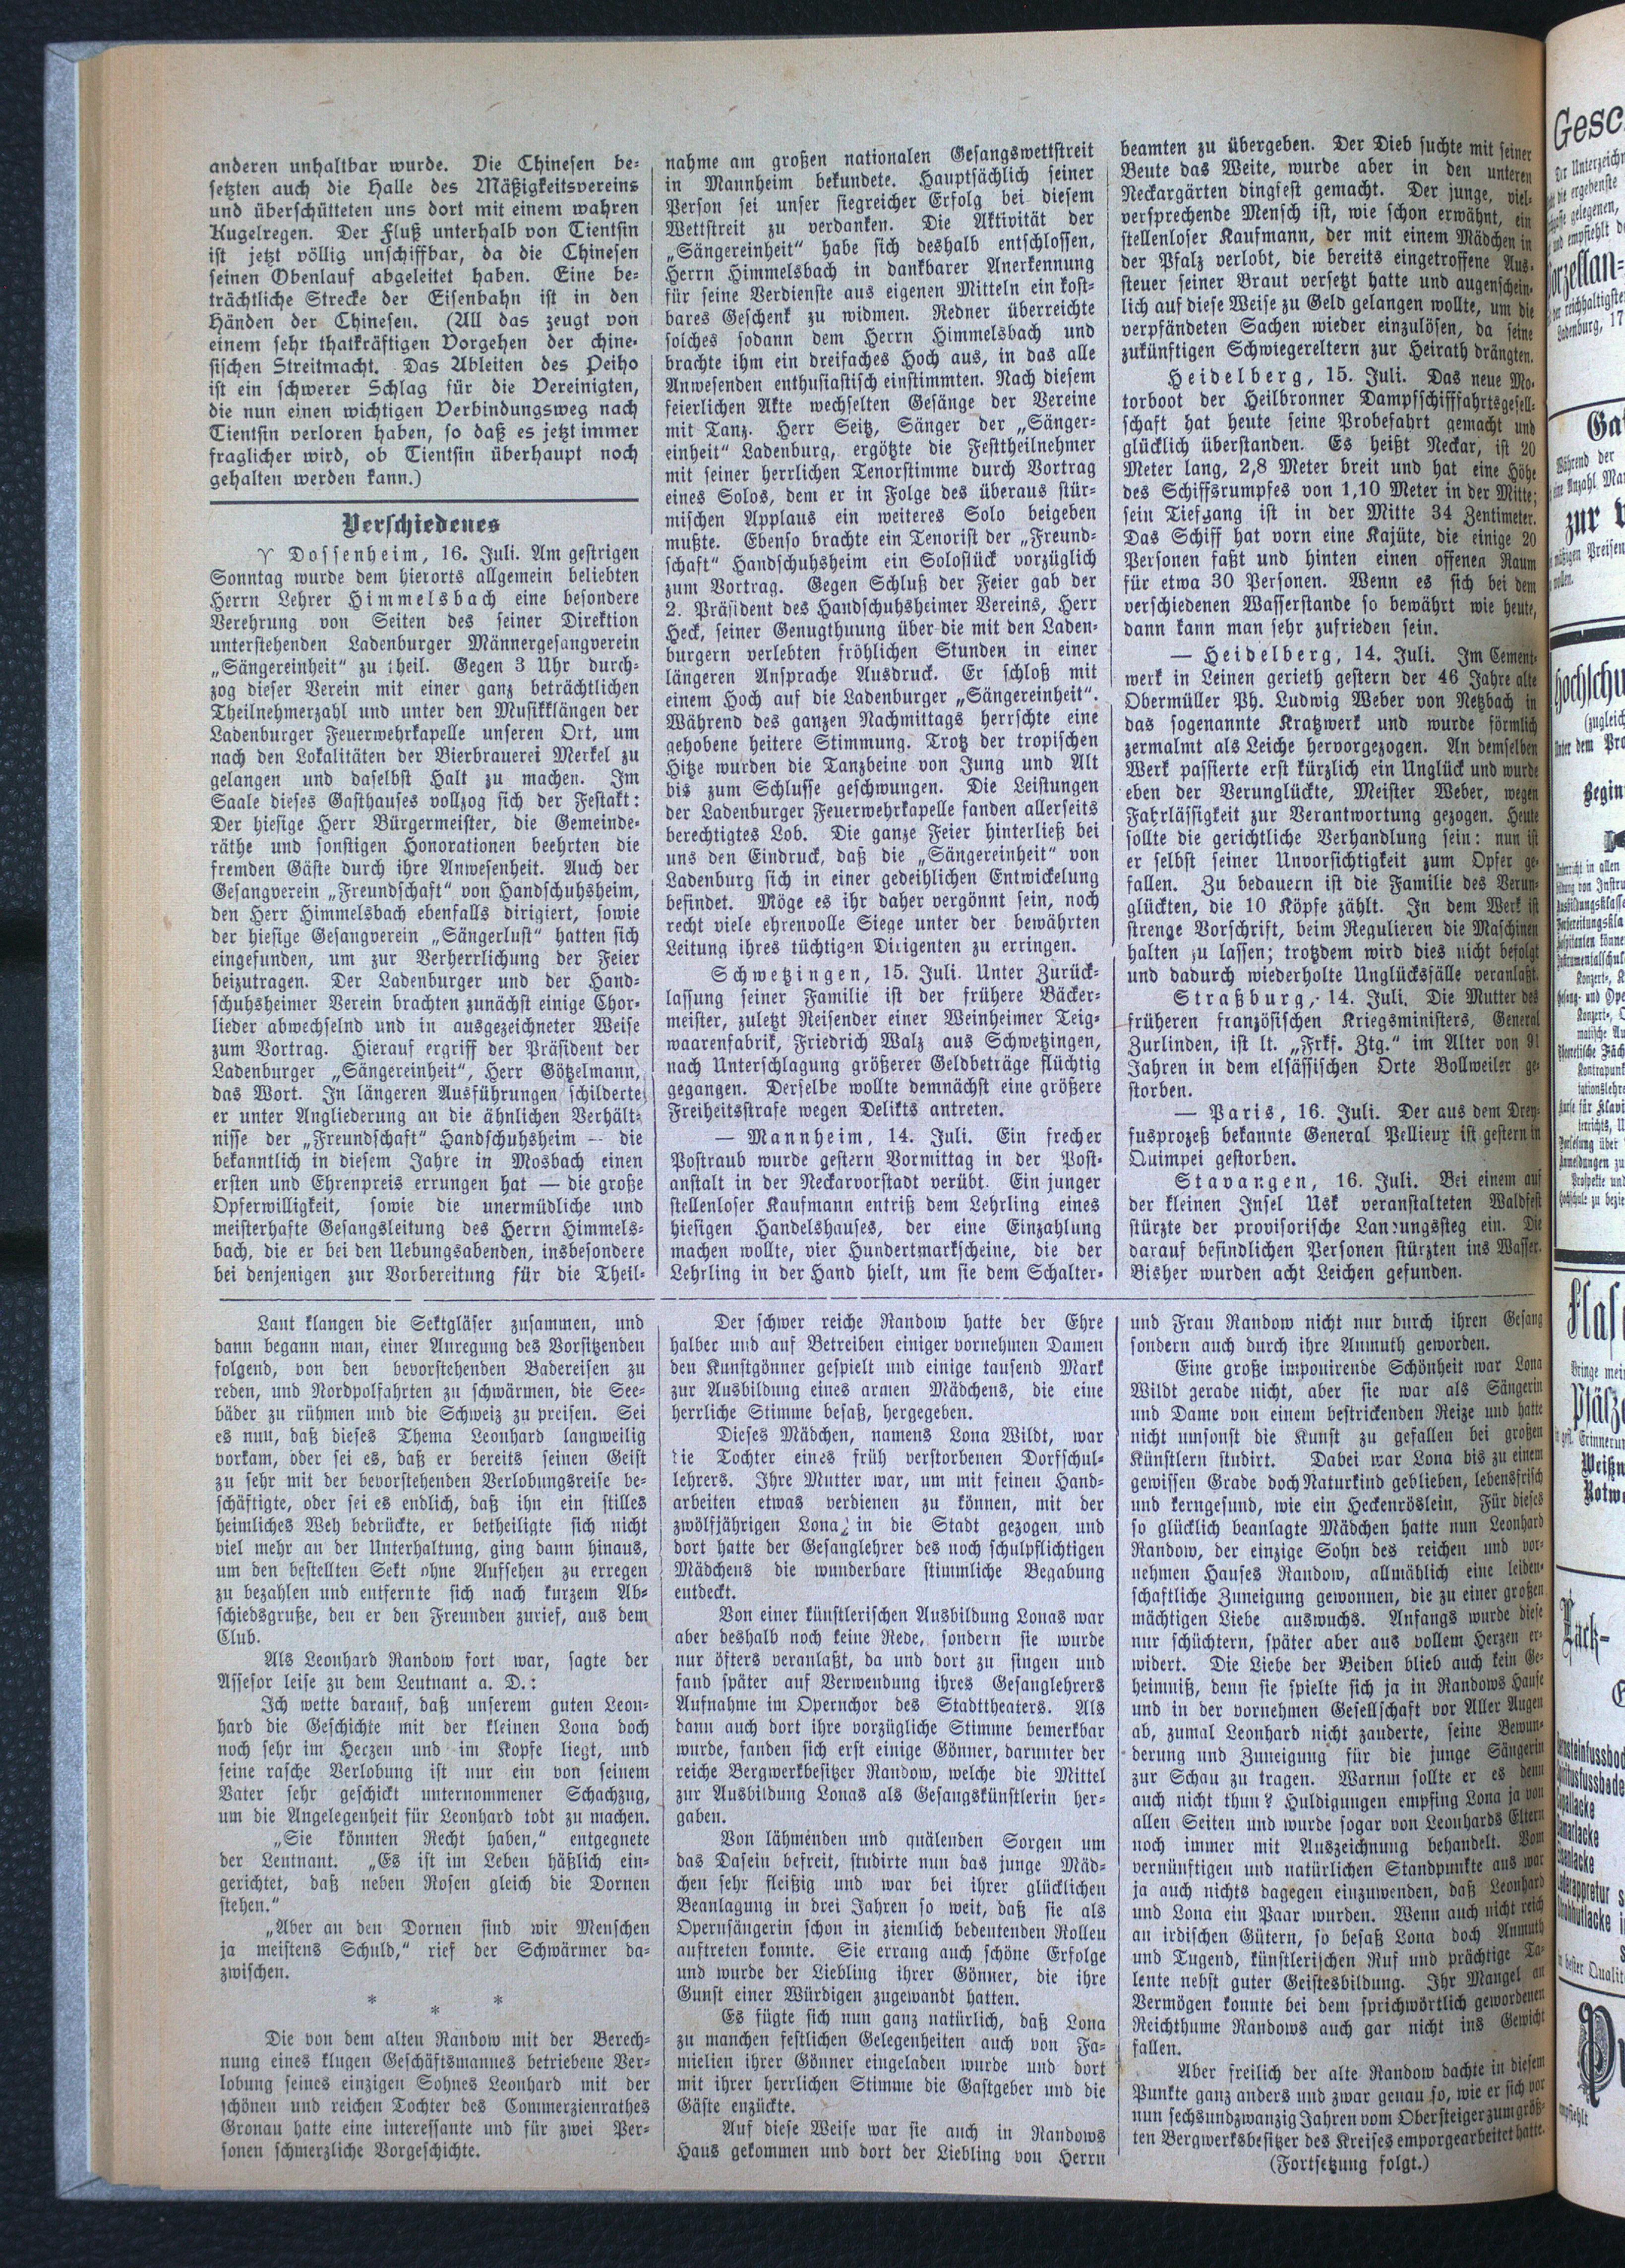 anderen unhaltbar wurde. Die Chinesen be-
setzten auch die Halle des Mäßigkeitsvereins
und überschütteten uns dort mit einem wahren
Kugelregen. Der Fluß unterhalb von Tientsin
ist jetzt völlig unschiffbar, da die Chinesen
seinen Obenlauf abgeleitet haben. Eine be-
trächtliche Strecke der Eisenbahn ist in den
Händen der Chinesen. (All das zeugt von
einem sehr thatkräftigen Vorgehen der chine-
sischen Streitmacht. Das Ableiten des Peiho
ist ein schwerer Schlag für die Vereinigten,
die nun einen wichtigen Verbindungsweg nach
Tientsin verloren haben, so daß es jetzt immer
fraglicher wird, ob Tientsin überhaupt noch
gehalten werden kann.)
Verschiedenes
Dossenheim, 16. Juli. Am gestrigen
Sonntag wurde dem hierorts allgemein beliebten
Herrn Lehrer Himmelsbach eine besondere
Verehrung von Seiten des seiner Direktion
unterstehenden Ladenburger Männergesangverein
„Sängereinheit“ zu theil. Gegen 3 Uhr durch-
zog dieser Verein mit einer ganz beträchtlichen
Theilnehmerzahl und unter den Musikklängen der
Ladenburger Feuerwehrkapelle unseren Ort, um
nach den Lokalitäten der Bierbrauerei Merkel zu
gelangen und daselbst Halt zu machen. Im
Saale dieses Gasthauses vollzog sich der Festakt:
Der hiesige Herr Bürgermeister, die Gemeinde-
räthe und sonstigen Honorationen beehrten die
fremden Gäste durch ihre Anwesenheit. Auch der
Gesangverein „Freundschaft“ von Handschuhsheim,
den Herr Himmelsbach ebenfalls dirigiert, sowie
der hiesige Gesangverein „Sängerlust“ hatten sich
eingefunden, um zur Verherrlichung der Feier
beizutragen. Der Ladenburger und der Hand-
schuhsheimer Verein brachten zunächst einige Chor-
lieder abwechselnd und in ausgezeichneter Weise
zum Vortrag. Hierauf ergriff der Präsident der
Ladenburger „Sängereinheit“, Herr Götzelmann,
das Wort. In längeren Ausführungen schilderte
er unter Angliederung an die ähnlichen Verhält-
nisse der „Freundschaft“ Handschuhsheim — die
bekanntlich in diesem Jahre in Mosbach einen
ersten und Ehrenpreis errungen hat — die große
Opferwilligkeit, sowie die unermüdliche und
meisterhafte Gesangsleitung des Herrn Himmels-
bach, die er bei den Uebungsabenden, insbesondere
bei denjenigen zur Vorbereitung für die Theil-
nahme am großen nationalen Gesangswettstreit
in Mannheim bekundete. Hauptsächlich seiner
Person sei unser siegreicher Erfolg bei diesem
Wettstreit zu verdanken. Die Aktivität der
„Sängereinheit“ habe sich deshalb entschlossen,
Herrn Himmelsbach in dankbarer Anerkennung
für seine Verdienste aus eigenen Mitteln ein kost-
bares Geschenk zu widmen. Redner überreichte
solches sodann dem Herrn Himmelsbach und
brachte ihm ein dreifaches Hoch aus, in das alle
Anwesenden enthusiastisch einstimmten. Nach diesem
feierlichen Akte wechselten Gesänge der Vereine
mit Tanz. Herr Seitz, Sänger der „Sänger-
einheit“ Ladenburg, ergötzte die Festtheilnehmer
mit seiner herrlichen Tenorstimme durch Vortrag
eines Solos, dem er in Folge des überaus stür-
mischen Applaus ein weiteres Solo beigeben
mußte. Ebenso brachte ein Tenorist der „Freund-
schaft“ Handschuhsheim ein Solostück vorzüglich
zum Vortrag. Gegen Schluß der Feier gab der
2. Präsident des Handschuhsheimer Vereins, Herr
Heck, seiner Genugthuung über die mit den Laden-
burgern verlebten fröhlichen Stunden in einer
längeren Ansprache Ausdruck. Er schloß mit
einem Hoch auf die Ladenburger „Sängereinheit“.
Während des ganzen Nachmittags herrschte eine
gehobene heitere Stimmung. Trotz der tropischen
Hitze wurden die Tanzbeine von Jung und Alt
bis zum Schlusse geschwungen. Die Leistungen
der Ladenburger Feuerwehrkapelle fanden allerseits
berechtigtes Lob. Die ganze Feier hinterließ bei
uns den Eindruck, daß die „Sängereinheit“ von
Ladenburg sich in einer gedeihlichen Entwickelung
befindet. Möge es ihr daher vergönnt sein, noch
recht viele ehrenvolle Siege unter der bewährten
Leitung ihres tüchtigen Dirigenten zu erringen.
Schwetzingen, 15. Juli. Unter Zurück-
lassung seiner Familie ist der frühere Bäcker-
meister, zuletzt Reisender einer Weinheimer Teig-
waarenfabrik, Friedrich Walz aus Schwetzingen,
nach Unterschlagung größerer Geldbeträge flüchtig
gegangen. Derselbe wollte demnächst eine größere
Freiheitsstrafe wegen Delikts antreten.
— Mannheim, 14. Juli. Ein frecher
Postraub wurde gestern Vormittag in der Post-
anstalt in der Neckarvorstadt verübt. Ein junger
stellenloser Kaufmann entriß dem Lehrling eines
hiesigen Handelshauses, der eine Einzahlung
machen wollte, vier Hundertmarkscheine, die der
Lehrling in der Hand hielt, um sie dem Schalter-
beamten zu übergeben. Der Dieb suchte mit seiner
Beute das Weite, wurde aber in den unteren
Neckargärten dingfest gemacht. Der junge, viel-
versprechende Mensch ist, wie schon erwähnt, ein
stellenloser Kaufmann, der mit einem Mädchen in
der Pfalz verlobt, die bereits eingetroffene Aus-
steuer seiner Braut versetzt hatte und augenschein-
lich auf diese Weise zu Geld gelangen wollte, um die
verpfändeten Sachen wieder einzulösen, da seine
zukünftigen Schwiegereltern zur Heirath drängten.
Heidelberg, 15. Juli. Das neue Mo-
torboot der Heilbronner Dampfschifffahrtsgesell-
schaft hat heute seine Probefahrt gemacht und
glücklich überstanden. Es heißt Neckar, ist 20
Meter lang, 2,8 Meter breit und hat eine Höhe
des Schiffsrumpfes von 1,10 Meter in der Mitte;
sein Tiefgang ist in der Mitte 34 Zentimeter.
Das Schiff hat vorn eine Kajüte, die einige 20
Personen faßt und hinten einen offenen Raum
für etwa 30 Personen. Wenn es sich bei dem
verschiedenen Wasserstande so bewährt wie heute,
dann kann man sehr zufrieden sein.
— Heidelberg, 14. Juli. Im Cement-
werk in Leinen gerieth gestern der 46 Jahre alte
Obermüller Ph. Ludwig Weber von Netzbach in
das sogenannte Kratzwerk und wurde förmlich
zermalmt als Leiche hervorgezogen. An demselben
Werk passierte erst kürzlich ein Unglück und wurde
eben der Verunglückte, Meister Weber, wegen
Fahrlässigkeit zur Verantwortung gezogen. Heute
sollte die gerichtliche Verhandlung sein: nun ist
er selbst seiner Unvorsichtigkeit zum Opfer ge-
fallen. Zu bedauern ist die Familie des Verun-
glückten, die 10 Köpfe zählt. In dem Werk ist
strenge Vorschrift, beim Regulieren die Maschinen
halten zu lassen; trotzdem wird dies nicht befolgt
und dadurch wiederholte Unglücksfälle veranlaßt.
Straßburg, 14. Juli. Die Mutter des
früheren französischen Kriegsministers, General
Zurlinden, ist lt. „Frkf. Ztg.“ im Alter von 91
Jahren in dem elsässischen Orte Bollweiler ge-
storben.
— Paris, 16. Juli. Der aus dem Drey-
fusprozeß bekannte General Pellieux ist gestern in
Quimpei gestorben.
Stavangen, 16. Juli. Bei einem auf
der kleinen Insel Usk veranstalteten Waldfest
stürzte der provisorische Landungssteg ein. Die
darauf befindlichen Personen stürzten ins Wasser.
Bisher wurden acht Leichen gefunden.
Laut klangen die Sektgläser zusammen, und
dann begann man, einer Anregung des Vorsitzenden
folgend, von den bevorstehenden Badereisen zu
reden, und Nordpolfahrten zu schwärmen, die See-
bäder zu rühmen und die Schweiz zu preisen. Sei
es nun, daß dieses Thema Leonhard langweilig
vorkam, oder sei es, daß er bereits seinen Geist
zu sehr mit der bevorstehenden Verlobungsreise be-
schäftigte, oder sei es endlich, daß ihn ein stilles
heimliches Weh bedrückte, er betheiligte sich nicht
viel mehr an der Unterhaltung, ging dann hinaus,
um den bestellten Sekt ohne Aufsehen zu erregen
zu bezahlen und entfernte sich nach kurzem Ab-
schiedsgruße, den er den Freunden zurief, aus dem
Club.
Als Leonhard Randow fort war, sagte der
Assesor leise zu dem Leutnant a. D.:
Ich wette darauf, daß unserem guten Leon-
hard die Geschichte mit der kleinen Lona doch
noch sehr im Herzen und im Kopfe liegt, und
seine rasche Verlobung ist nur ein von seinem
Vater sehr geschickt unternommener Schachzug,
um die Angelegenheit für Leonhard todt zu machen.
„Sie könnten Recht haben,“ entgegnete
der Leutnant. „Es ist im Leben häßlich ein-
gerichtet, daß neben Rosen gleich die Dornen
stehen.“
„Aber an den Dornen sind wir Menschen
ja meistens Schuld,“ rief der Schwärmer da-
zwischen.
* * *
Die von dem alten Randow mit der Berech-
nung eines klugen Geschäftsmannes betriebene Ver-
lobung seines einzigen Sohnes Leonhard mit der
schönen und reichen Tochter des Commerzienrathes
Gronau hatte eine interessante und für zwei Per-
sonen schmerzliche Vorgeschichte.
Der schwer reiche Randow hatte der Ehre
halber und auf Betreiben einiger vornehmen Damen
den Kunstgönner gespielt und einige tausend Mark
zur Ausbildung eines armen Mädchens, die eine
herrliche Stimme besaß, hergegeben.
Dieses Mädchen, namens Lona Wildt, war
die Tochter eines früh verstorbenen Dorfschul-
lehrers. Ihre Mutter war, um mit feinen Hand-
arbeiten etwas verdienen zu können, mit der
zwölfjährigen Lona in die Stadt gezogen und
dort hatte der Gesanglehrer des noch schulpflichtigen
Mädchens die wunderbare stimmliche Begabung
entdeckt.
Von einer künstlerischen Ausbildung Lonas war
aber deshalb noch keine Rede, sondern sie wurde
nur öfters veranlaßt, da und dort zu singen und
fand später auf Verwendung ihres Gesanglehrers
Aufnahme im Opernchor des Stadttheaters. Als
dann auch dort ihre vorzügliche Stimme bemerkbar
wurde, fanden sich erst einige Gönner, darunter der
reiche Bergwerkbesitzer Randow, welche die Mittel
zur Ausbildung Lonas als Gesangskünstlerin her-
gaben.
Von lähmenden und quälenden Sorgen um
das Dasein befreit, studirte nun das junge Mäd-
chen sehr fleißig und war bei ihrer glücklichen
Beanlagung in drei Jahren so weit, daß sie als
Opernsängerin schon in ziemlich bedeutenden Rollen
auftreten konnte. Sie errang auch schöne Erfolge
und wurde der Liebling ihrer Gönner, die ihre
Gunst einer Würdigen zugewandt hatten.
Es fügte sich nun ganz natürlich, daß Lona
zu manchen festlichen Gelegenheiten auch von Fa-
mielien ihrer Gönner eingeladen wurde und dort
mit ihrer herrlichen Stimme die Gastgeber und die
Gäste enzückte.
Auf diese Weise war sie auch in Randows
Haus gekommen und dort der Liebling von Herrn
und Frau Randow nicht nur durch ihren Gesang
sondern auch durch ihre Anmuth geworden.
Eine große imponirende Schönheit war Lona
Wildt gerade nicht, aber sie war als Sängerin
und Dame von einem bestrickenden Reize und hatte
nicht umsonst die Kunst zu gefallen bei großen
Künstlern studirt. Dabei war Lona bis zu einem
gewissen Grade doch Naturkind geblieben, lebensfrisch
und kerngesund, wie ein Heckenröslein, Für dieses
so glücklich beanlagte Mädchen hatte nun Leonhard
Randow, der einzige Sohn des reichen und vor-
nehmen Hauses Randow, allmählich eine leiden-
schaftliche Zuneigung gewonnen, die zu einer großen
mächtigen Liebe auswuchs. Anfangs wurde diese
nur schüchtern, später aber aus vollem Herzen er-
widert. Die Liebe der Beiden blieb auch kein Ge-
heimniß, denn sie spielte sich ja in Randows Hause
und in der vornehmen Gesellschaft vor Aller Augen
ab, zumal Leonhard nicht zauderte, seine Bewun-
derung und Zuneigung für die junge Sängerin
zur Schau zu tragen. Warum sollte er es denn
auch nicht thun? Huldigungen empfing Lona ja von
allen Seiten und wurde sogar von Leonhards Eltern
noch immer mit Auszeichnung behandelt. Vom
vernünftigen und natürlichen Standpunkte aus war
ja auch nichts dagegen einzuwenden, daß Leonhard
und Lona ein Paar wurden. Wenn auch nicht reich
an irdischen Gütern, so besaß Lona doch Anmuth
und Tugend, künstlerischen Ruf und prächtige Ta-
lente nebst guter Geistesbildung. Ihr Mangel an
Vermögen konnte bei dem sprichwörtlich gewordenen
Reichthume Randows auch gar nicht ins Gewicht
fallen.
Aber freilich der alte Randow dachte in diesem
Punkte ganz anders und zwar genau so, wie er sich vor
nun sechsundzwanzig Jahren vom Obersteiger zum größ-
ten Bergwerksbesitzer des Kreises emporgearbeitet hatte.
(Fortsetzung folgt.)